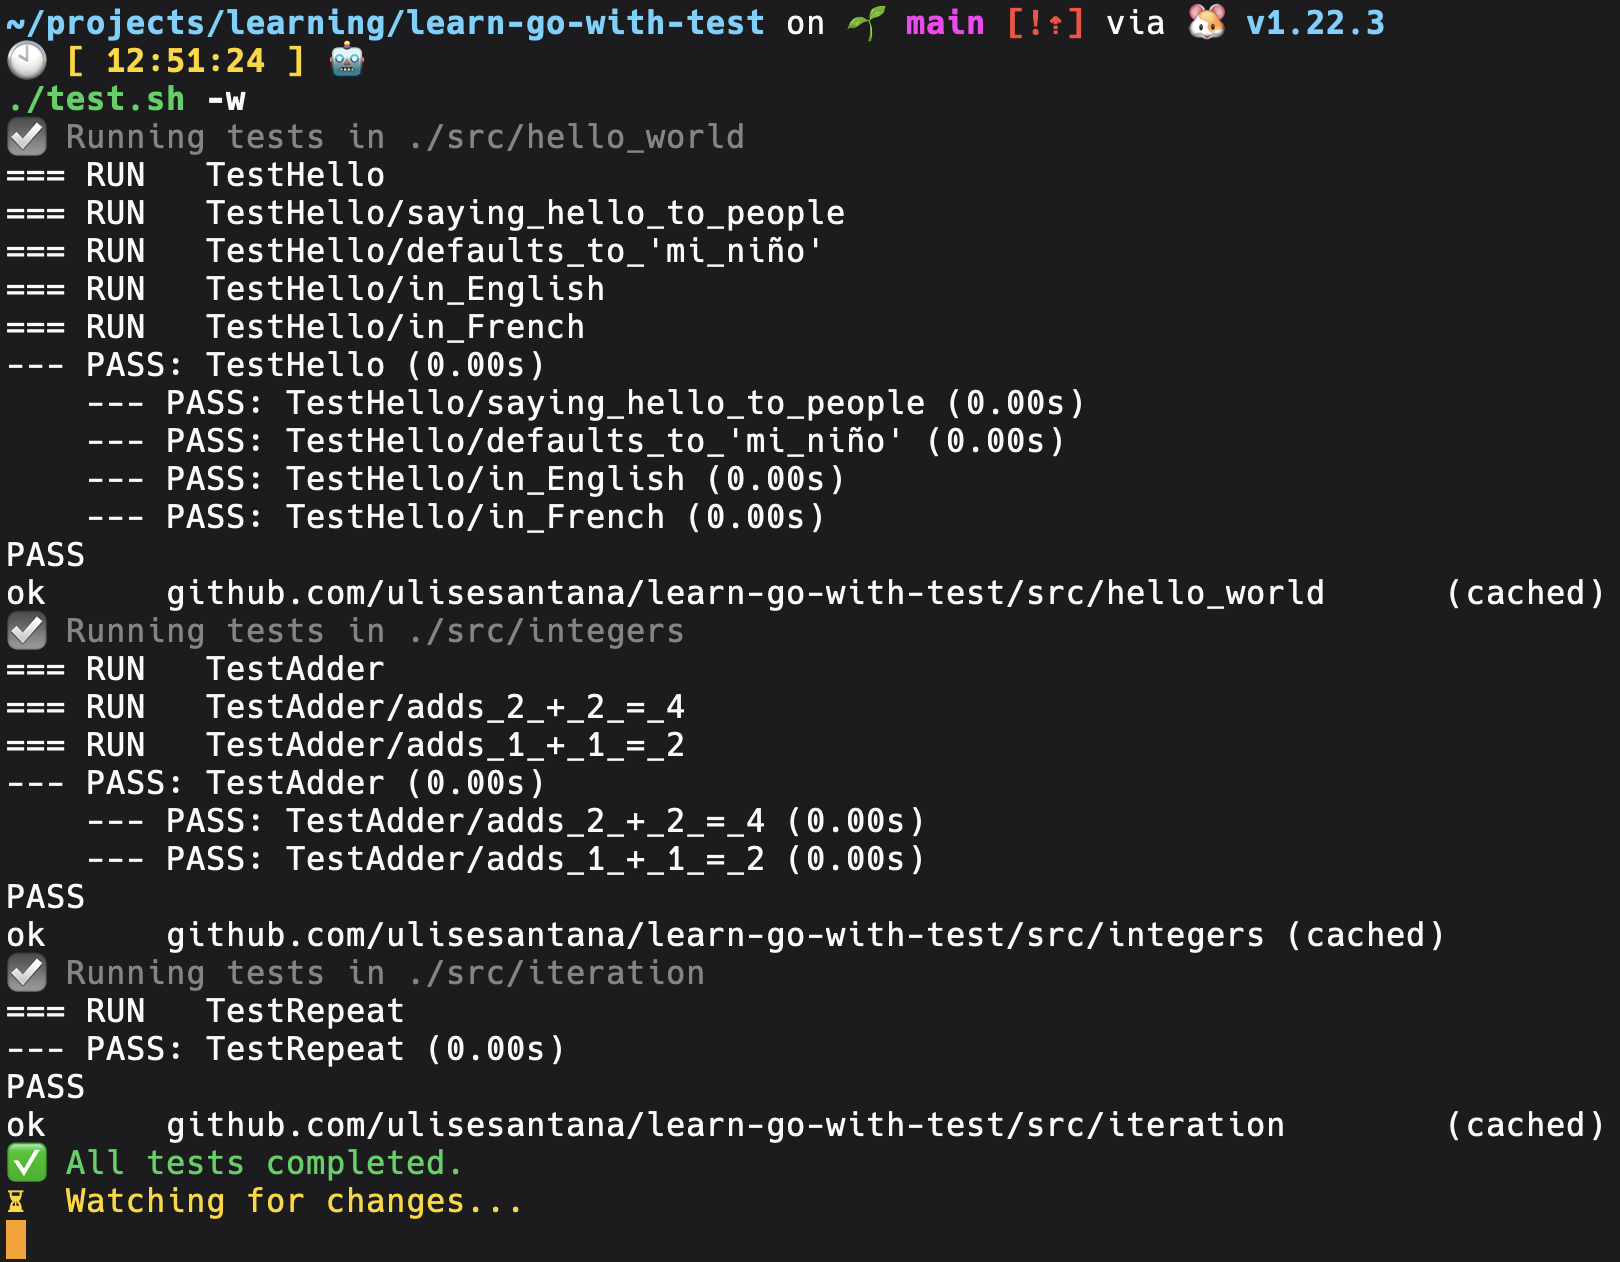 ~/projects/learning/learn-go-with-test on 🌱 main [!⇡] via 🐹 v1.22.3
🕙 [ 12:51:24 ] 🤖
./test.sh -w
☑️ Running tests in ./src/hello_world
=== RUN   TestHello
=== RUN   TestHello/saying_hello_to_people
=== RUN   TestHello/defaults_to_'mi_niño'
=== RUN   TestHello/in_English
=== RUN   TestHello/in_French
--- PASS: TestHello (0.00s)
    --- PASS: TestHello/saying_hello_to_people (0.00s)
    --- PASS: TestHello/defaults_to_'mi_niño' (0.00s)
    --- PASS: TestHello/in_English (0.00s)
    --- PASS: TestHello/in_French (0.00s)
PASS
ok      github.com/ulisesantana/learn-go-with-test/src/hello_world      (cached)
☑️ Running tests in ./src/integers
=== RUN   TestAdder
=== RUN   TestAdder/adds_2_+_2_=_4
=== RUN   TestAdder/adds_1_+_1_=_2
--- PASS: TestAdder (0.00s)
    --- PASS: TestAdder/adds_2_+_2_=_4 (0.00s)
    --- PASS: TestAdder/adds_1_+_1_=_2 (0.00s)
PASS
ok      github.com/ulisesantana/learn-go-with-test/src/integers (cached)
☑️ Running tests in ./src/iteration
=== RUN   TestRepeat
--- PASS: TestRepeat (0.00s)
PASS
ok      github.com/ulisesantana/learn-go-with-test/src/iteration        (cached)
✅ All tests completed.
⏳ Watching for changes...